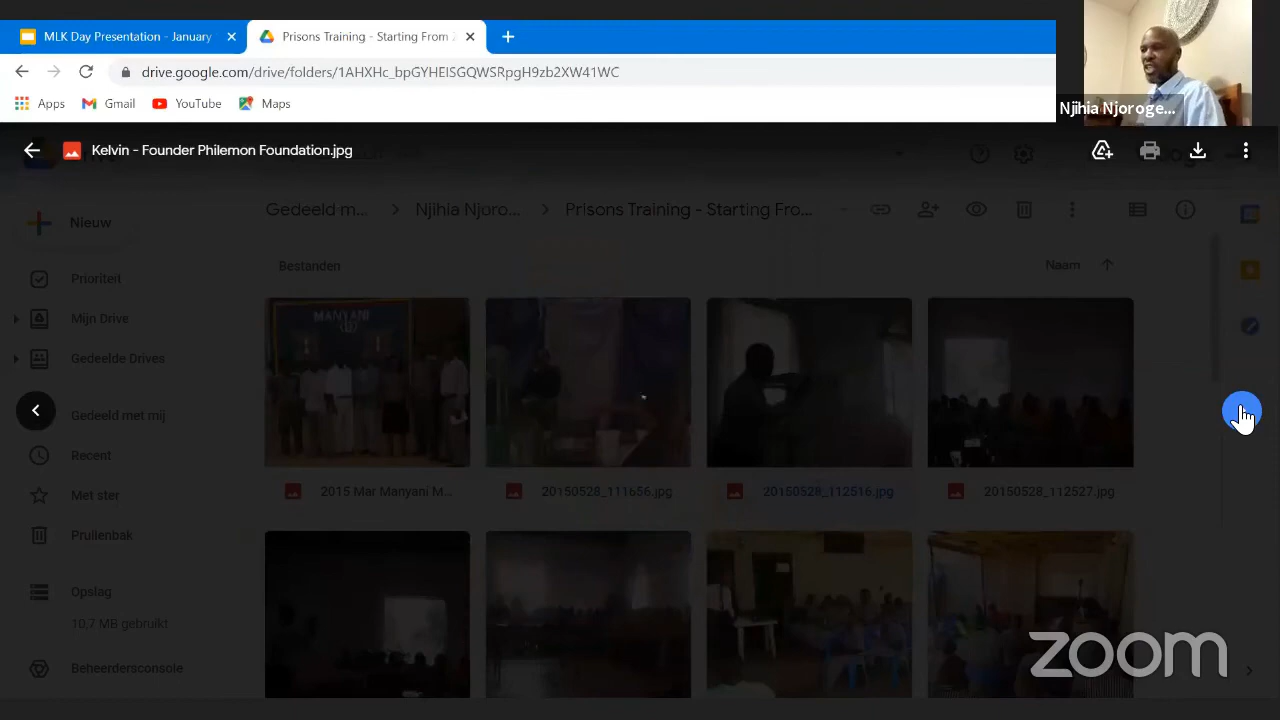 MLK Day Presentation - January
Prisons Training - Starting From 2
drive.google.com/drive/folders/1AHXHc_bpGYHEDGQWSRpgH9zb2XW41WC
Apps
Gmail
YouTube
Maps
Njihia Njoroge...
Kelvin - Founder Philemon Foundation.jpg
Nieuw
Gedeeld m...
Njihia Njoro...
Prisons Training - Starting Fro...
Prioriteit
Mijn Drive
Gedeelde Drives
Gedeeld met mij
Recent
Met ster
Prullenbak
Opslag
10,7 MB gebruikt
Beheerdersconsole
Bestanden
Naam
MANYANI
2015 Mar Manyani M...
20150528_111656.jpg
20150528_112516.jpg
20150528_112527.jpg
zoom